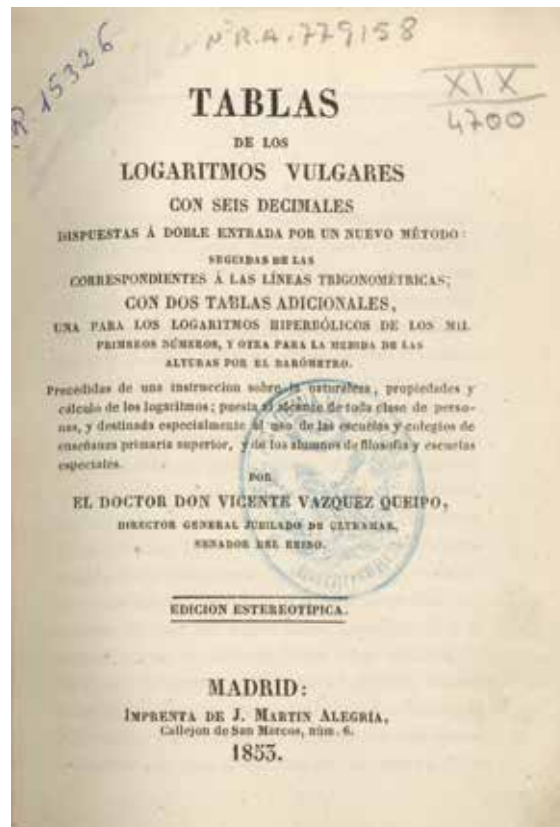 R 15326
Nº R.A. 779158
XIX
4700
TABLAS
DE LOS
LOGARITMOS VULGARES
CON SEIS DECIMALES
DISPUESTAS Á DOBLE ENTRADA POR UN NUEVO MÉTODO:
SEGUIDAS DE LAS
CORRESPONDIENTES Á LAS LÍNEAS TRIGONOMÉTRICAS;
CON DOS TABLAS ADICIONALES,
UNA PARA LOS LOGARITMOS HIPERBÓLICOS DE LOS MIL
PRIMEROS NÚMEROS, Y OTRA PARA LA MEDIDA DE LAS
ALTURAS POR EL BARÓMETRO.
Precedidas de una instruccion sobre la naturaleza, propiedades y
cálculo de los logaritmos; puesta al alcance de toda clase de perso-
nas, y destinada especialmente al uso de las escuelas y colegios de
enseñanza primaria superior, y de los alumnos de filosofía y escuelas
especiales.
POR
EL DOCTOR DON VICENTE VAZQUEZ QUEIPO,
DIRECTOR GENERAL JUBILADO DE ULTRAMAR,
SENADOR DEL REINO.
EDICION ESTEREOTÍPICA.
MADRID:
IMPRENTA DE J. MARTIN ALEGRÍA,
Callejon de San Marcos, núm. 6.
1853.